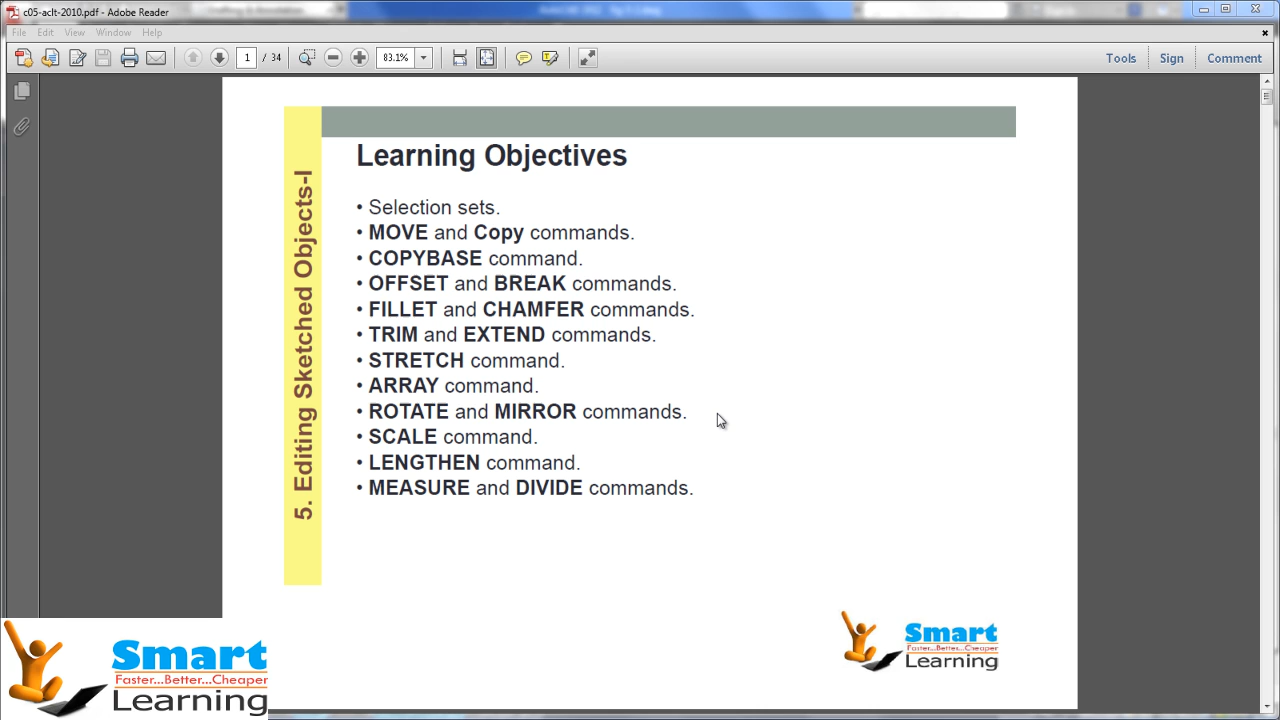 c05-aclt-2010.pdf - Adobe Reader
File Edit View Window Help
1 / 34 83.1% Tools Sign Comment
Learning Objectives
5. Editing Sketched Objects-I
• Selection sets.
• MOVE and Copy commands.
• COPYBASE command.
• OFFSET and BREAK commands.
• FILLET and CHAMFER commands.
• TRIM and EXTEND commands.
• STRETCH command.
• ARRAY command.
• ROTATE and MIRROR commands.
• SCALE command.
• LENGTHEN command.
• MEASURE and DIVIDE commands.
Smart
Faster...Better...Cheaper
Learning
Smart
Faster...Better...Cheaper
Learning